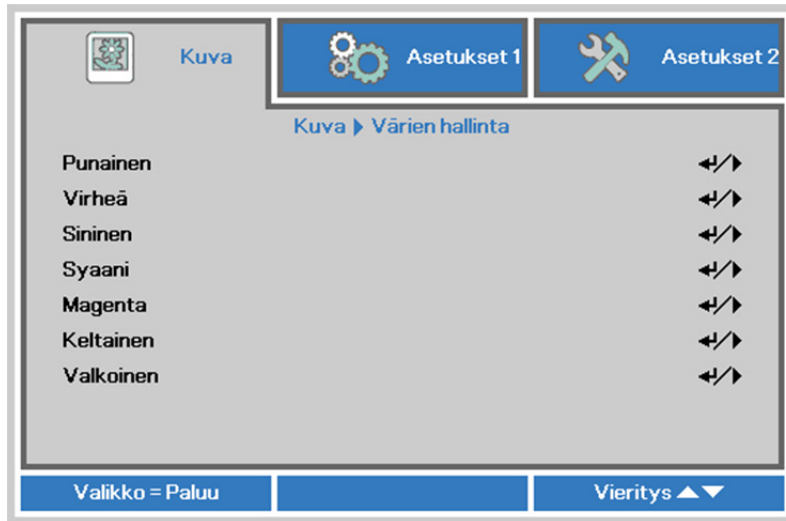 Kuva Asetukset 1 Asetukset 2
Kuva ▶ Värien hallinta
Punainen ↵/▶
Virheä ↵/▶
Sininen ↵/▶
Syaani ↵/▶
Magenta ↵/▶
Keltainen ↵/▶
Valkoinen ↵/▶
Valikko = Paluu Vieritys ▲▼